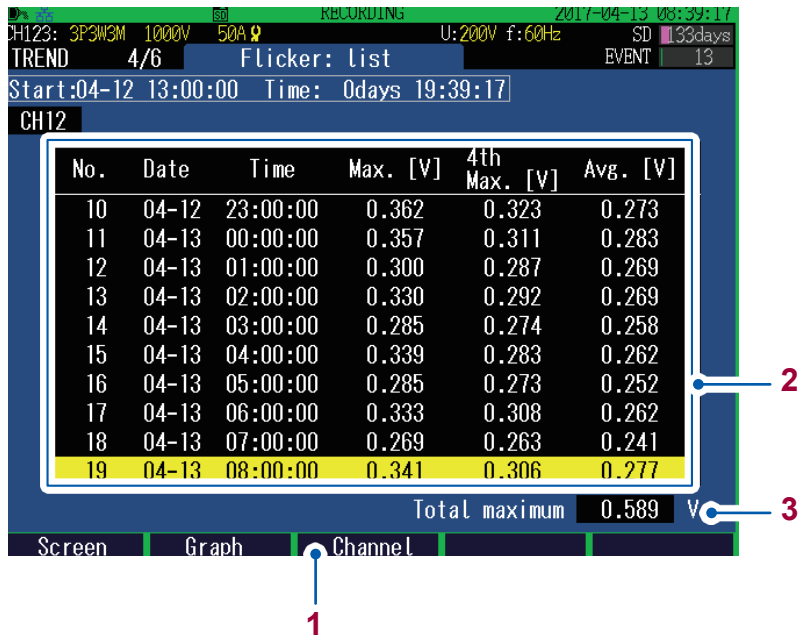 SD RECORDING 2017-04-13 08:39:17
CH123: 3P3W3M 1000V 50A U:200V f:60Hz SD 133days
TREND 4/6 Flicker: list EVENT 13
Start:04-12 13:00:00 Time: 0days 19:39:17
CH12
No. Date Time Max. [V] 4th Max. [V] Avg. [V]
10 04-12 23:00:00 0.362 0.323 0.273
11 04-13 00:00:00 0.357 0.311 0.283
12 04-13 01:00:00 0.300 0.287 0.269
13 04-13 02:00:00 0.330 0.292 0.269
14 04-13 03:00:00 0.285 0.274 0.258
15 04-13 04:00:00 0.339 0.283 0.262
16 04-13 05:00:00 0.285 0.273 0.252
17 04-13 06:00:00 0.333 0.308 0.262
18 04-13 07:00:00 0.269 0.263 0.241
19 04-13 08:00:00 0.341 0.306 0.277
2
Total maximum 0.589 V
3
Screen Graph Channel
1